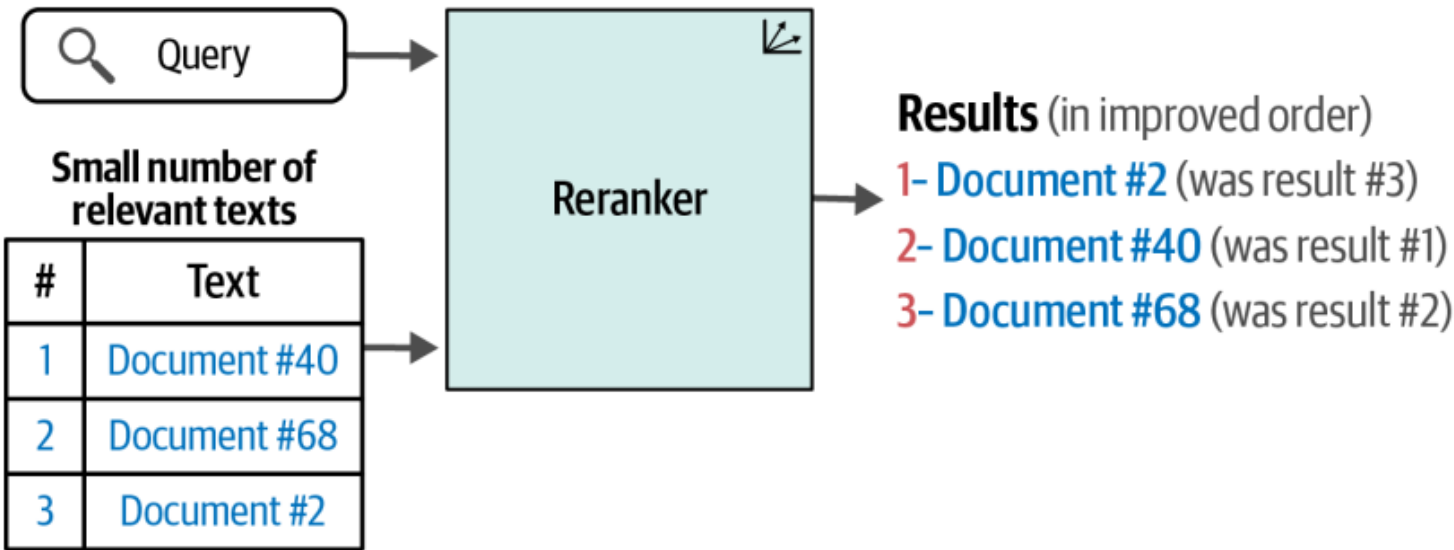 Query
Small number of
relevant texts
# Text
1 Document #40
2 Document #68
3 Document #2
Reranker
Results (in improved order)
1– Document #2 (was result #3)
2– Document #40 (was result #1)
3– Document #68 (was result #2)